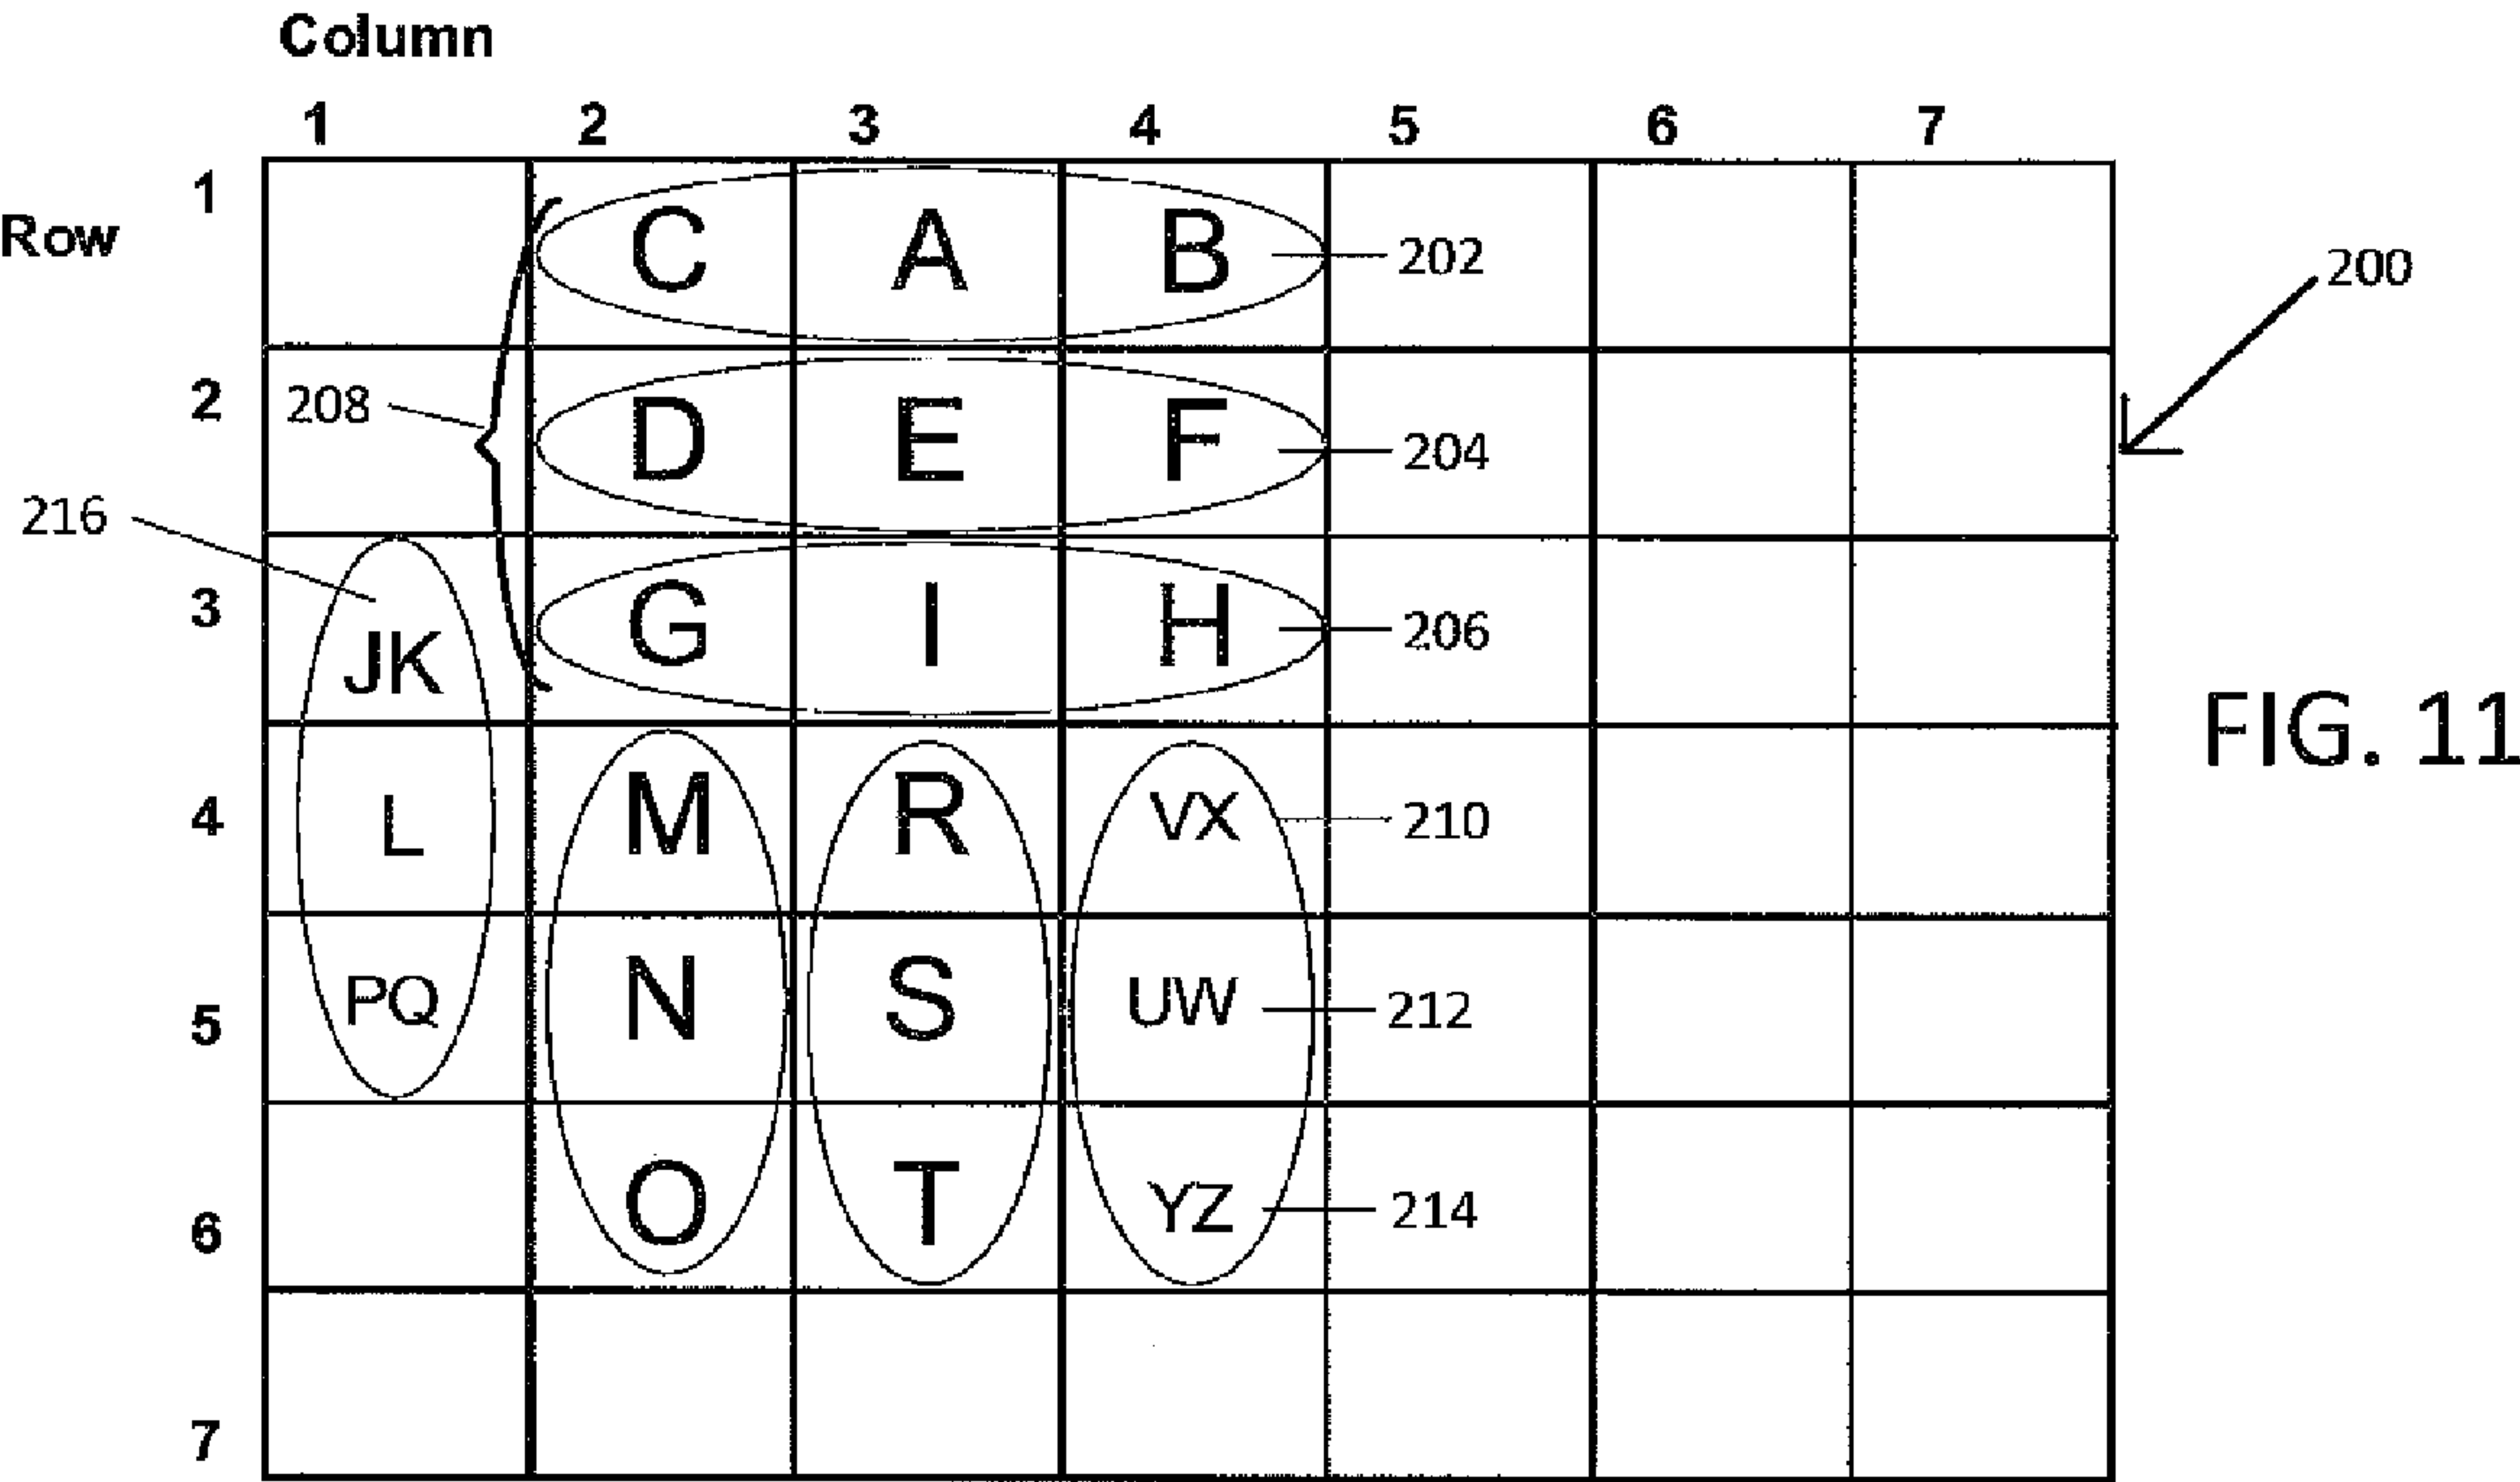 Column
1 2 3 4 5 6 7
1
Row C A B 202 200
2 208 D E F 204
216
3 JK G I H 206
FIG. 11
4 L M R VX 210
5 PQ N S UW 212
6 O T YZ 214
7